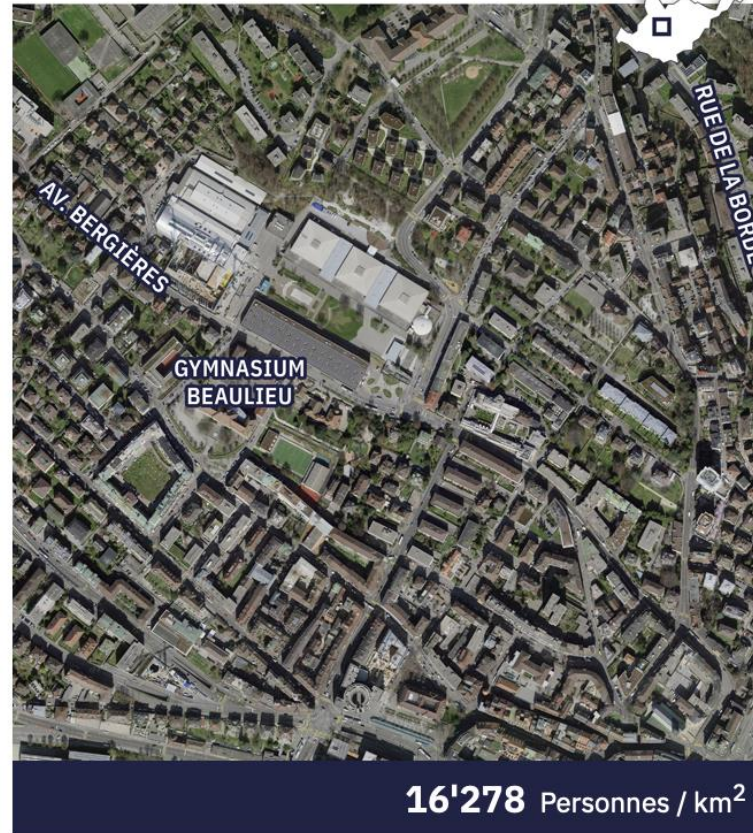 RUE DE LA BORDE
AV. BERGIÈRES
GYMNASIUM
BEAULIEU
16'278 Personnes / km²